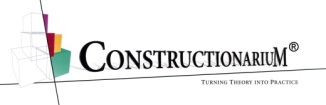 CONSTRUCTIONARIUM®
TURNING THEORY INTO PRACTICE